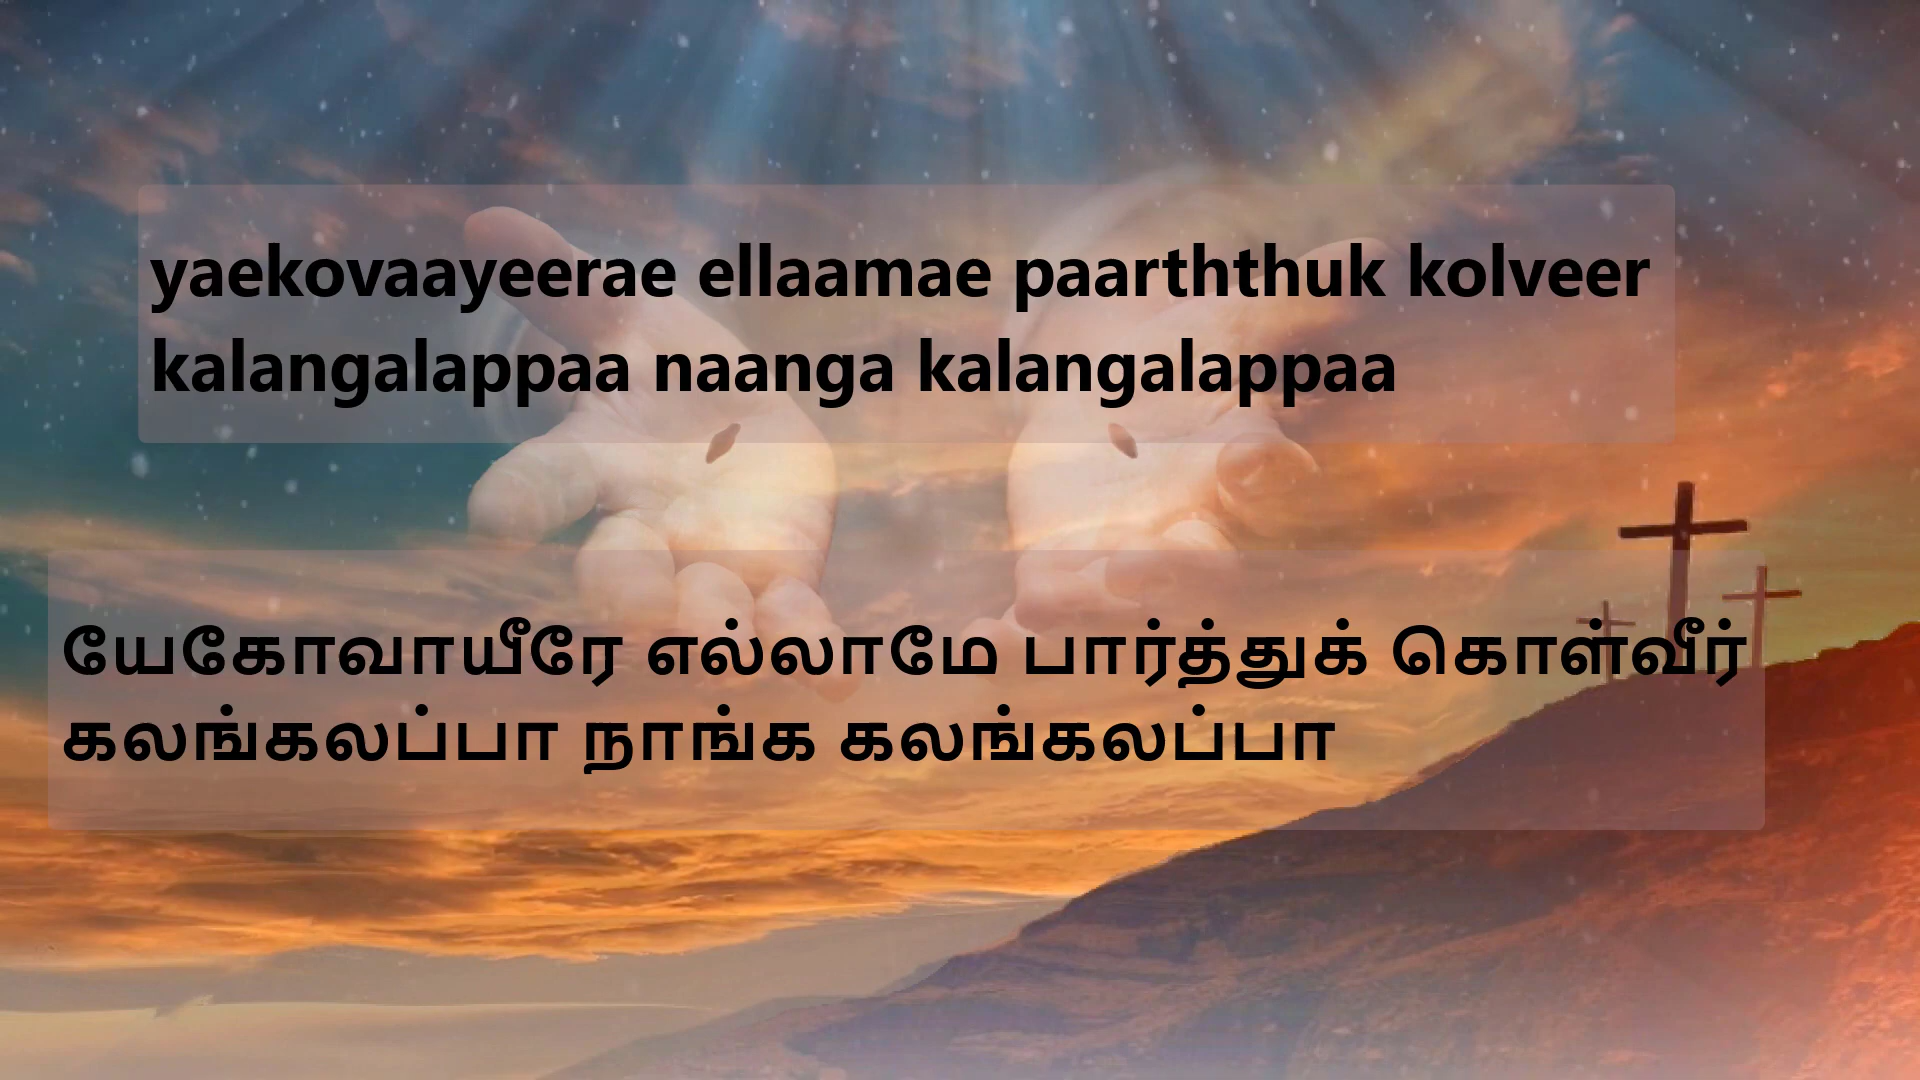 yaekovaayeerae ellaamae paarththuk kolveer
kalangalappaa naanga kalangalappaa
யேகோவாயீரே எல்லாமே பார்த்துக் கொள்வீர்
கலங்கலப்பா நாங்க கலங்கலப்பா